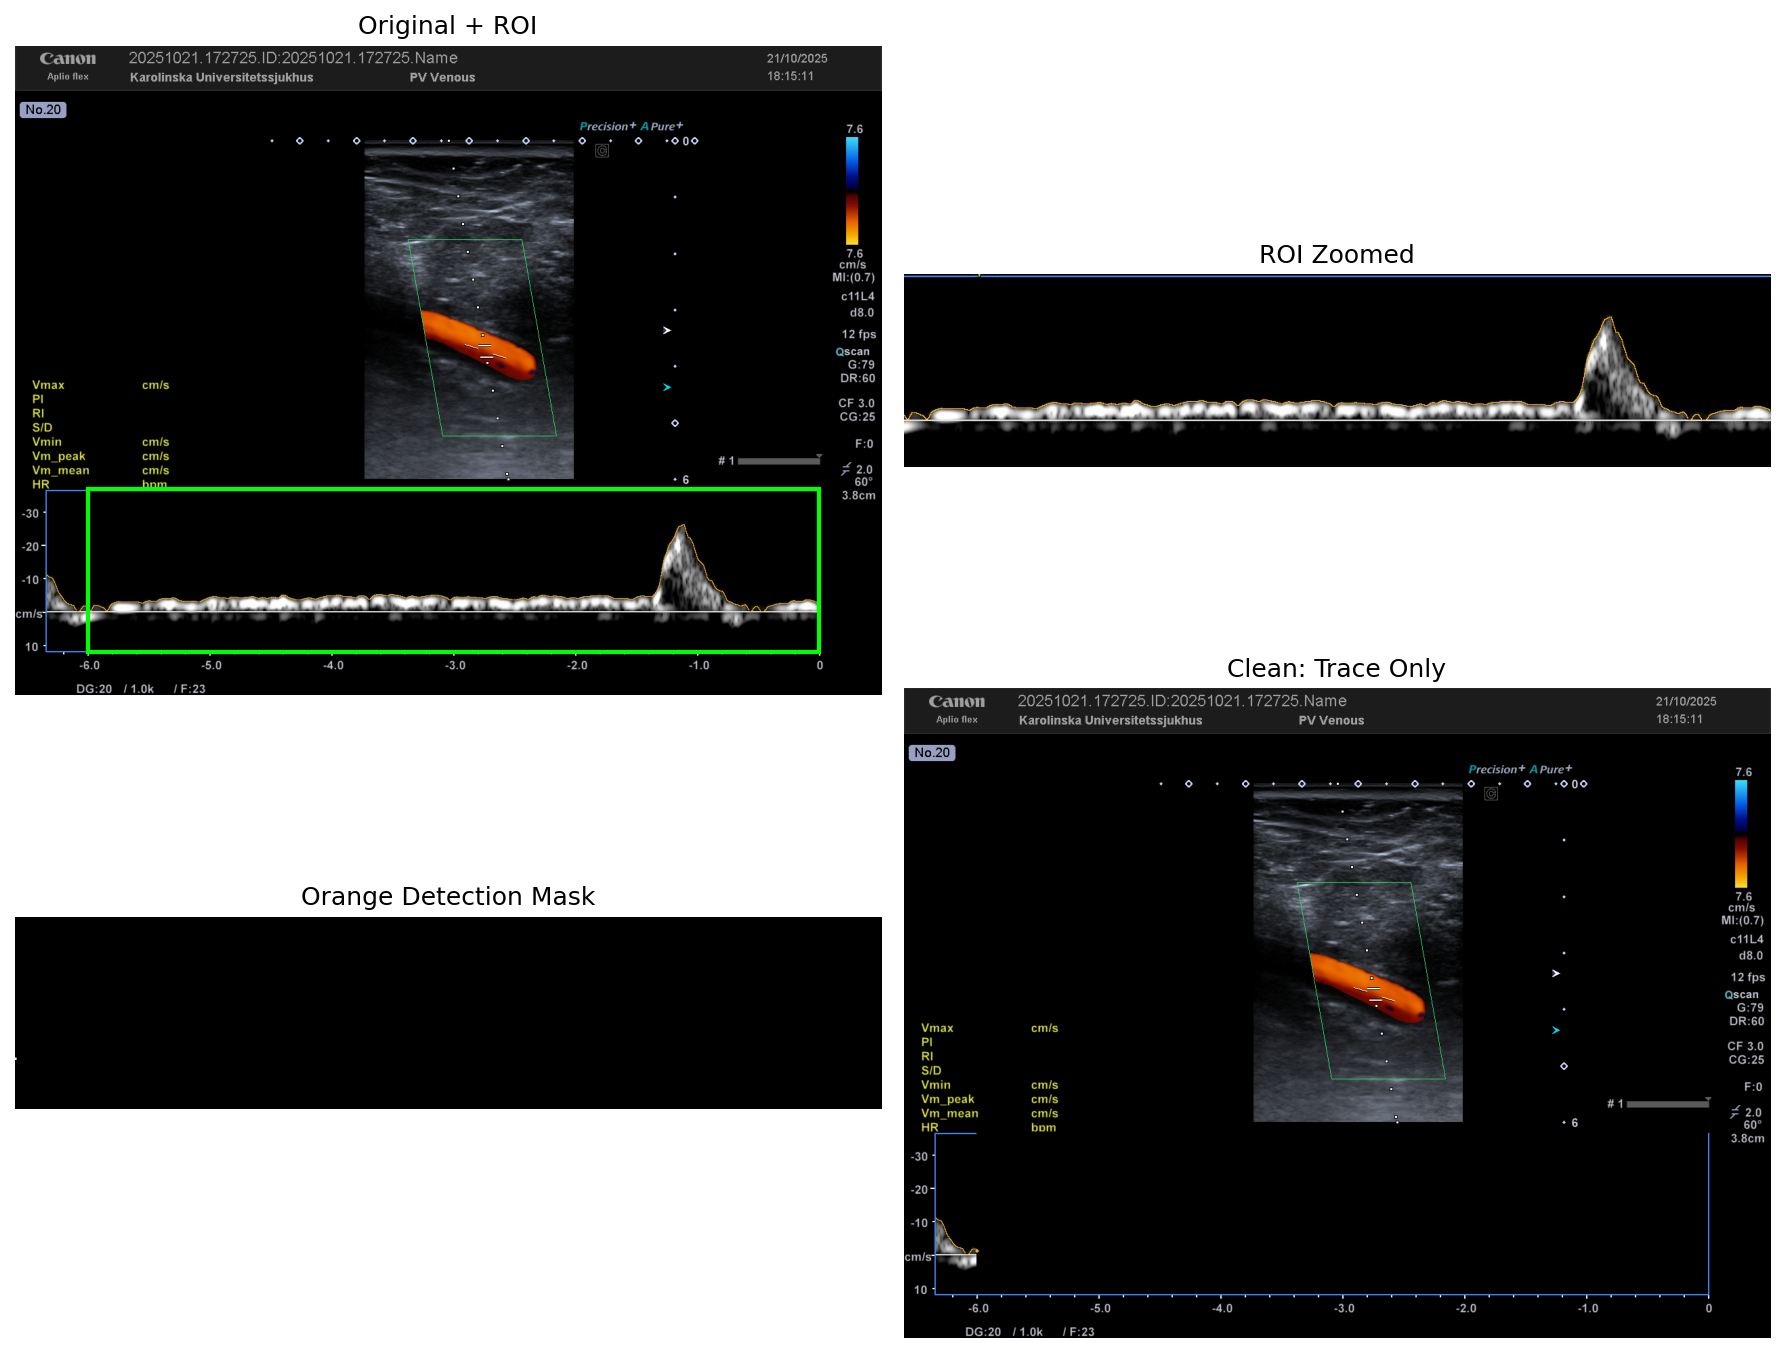 Original + ROI
Canon
Aplio flex
20251021.172725.ID:20251021.172725.Name
Karolinska Universitetssjukhus
PV Venous
21/10/2025
18:15:11
No.20
Precision+ A Pure+
0
C
7.6
7.6
cm/s
MI:(0.7)
c11L4
d8.0
12 fps
Qscan
G:79
DR:60
CF 3.0
CG:25
F:0
2.0
60°
3.8cm
# 1
6
Vmax cm/s
PI
RI
S/D
Vmin cm/s
Vm_peak cm/s
Vm_mean cm/s
HR bpm
-30
-20
-10
cm/s
10
-6.0 -5.0 -4.0 -3.0 -2.0 -1.0 0
DG:20 / 1.0k / F:23
ROI Zoomed
Orange Detection Mask
Clean: Trace Only
Canon
Aplio flex
20251021.172725.ID:20251021.172725.Name
Karolinska Universitetssjukhus
PV Venous
21/10/2025
18:15:11
No.20
Precision+ A Pure+
0
C
7.6
7.6
cm/s
MI:(0.7)
c11L4
d8.0
12 fps
Qscan
G:79
DR:60
CF 3.0
CG:25
F:0
2.0
60°
3.8cm
# 1
6
Vmax cm/s
PI
RI
S/D
Vmin cm/s
Vm_peak cm/s
Vm_mean cm/s
HR bpm
-30
-20
-10
cm/s
10
-6.0 -5.0 -4.0 -3.0 -2.0 -1.0 0
DG:20 / 1.0k / F:23